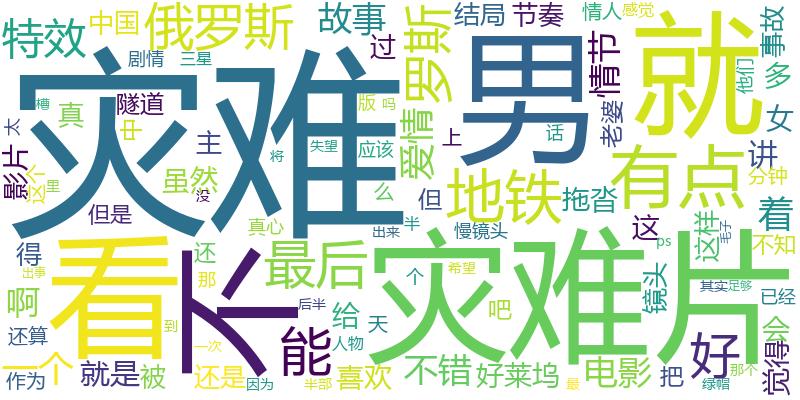 特效
中国
俄罗斯
故事
结局
节奏
情人
感觉
剧情
三星
过
罗斯
情节
就
事故
他们
多
太
槽
真
隧道
中
灾难
主
版
吗
爱情
男
老婆
女
影片
这个
里
虽然
没
将
失望
应该
上
话
有点
讲
分钟
但是
真心
么
但
地铁
拖沓
这
这样
着
得
还
那
出来
半
慢镜头
ps
毛子
不知
出事
看
不
最后
个
希望
灾难片
镜头
其实
足够
已经
啊
后半
给
天
吧
会
还算
到
能
好
那个
觉得
一个
作为
就是
被
还是
一次
因为
人物
半部
喜欢
不错
好莱坞
最
电影
把
绿帽